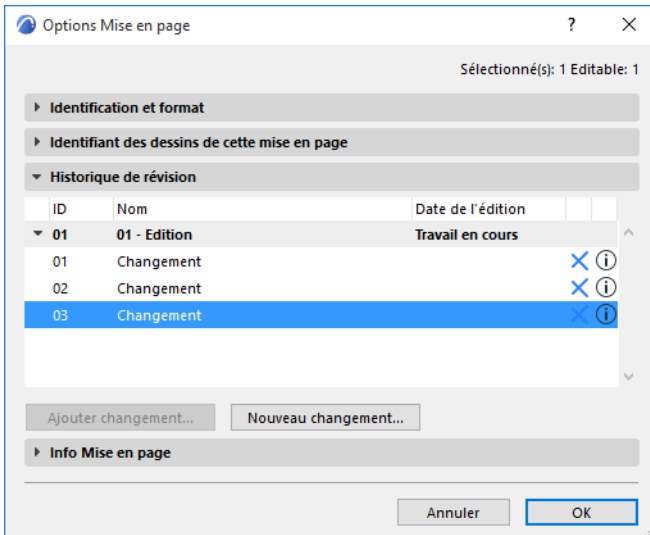 Options Mise en page
?
Sélectionné(s): 1 Editable: 1
Identification et format
Identifiant des dessins de cette mise en page
Historique de révision
ID Nom Date de l'édition
01 01 - Edition Travail en cours
01 Changement
02 Changement
03 Changement
Ajouter changement... Nouveau changement...
Info Mise en page
Annuler OK